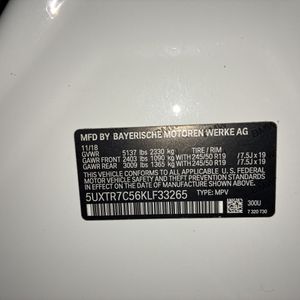 MFD BY BAYERISCHE MOTOREN WERKE AG
11/18
GVWR 5137 lbs 2330 kg TIRE / RIM
GAWR FRONT 2403 lbs 1090 kg WITH 245/50 R19 /7.5J x 19
GAWR REAR 3009 lbs 1365 kg WITH 245/50 R19 /7.5J x 19
THIS VEHICLE CONFORMS TO ALL APPLICABLE U. S. FEDERAL
MOTOR VEHICLE SAFETY STANDARDS IN EFFECT
ON THE DATE OF MANUFACTURE SHOWN ABOVE.
5UXTR7C56KLF33265 TYPE: MPV 300U
7 320 730